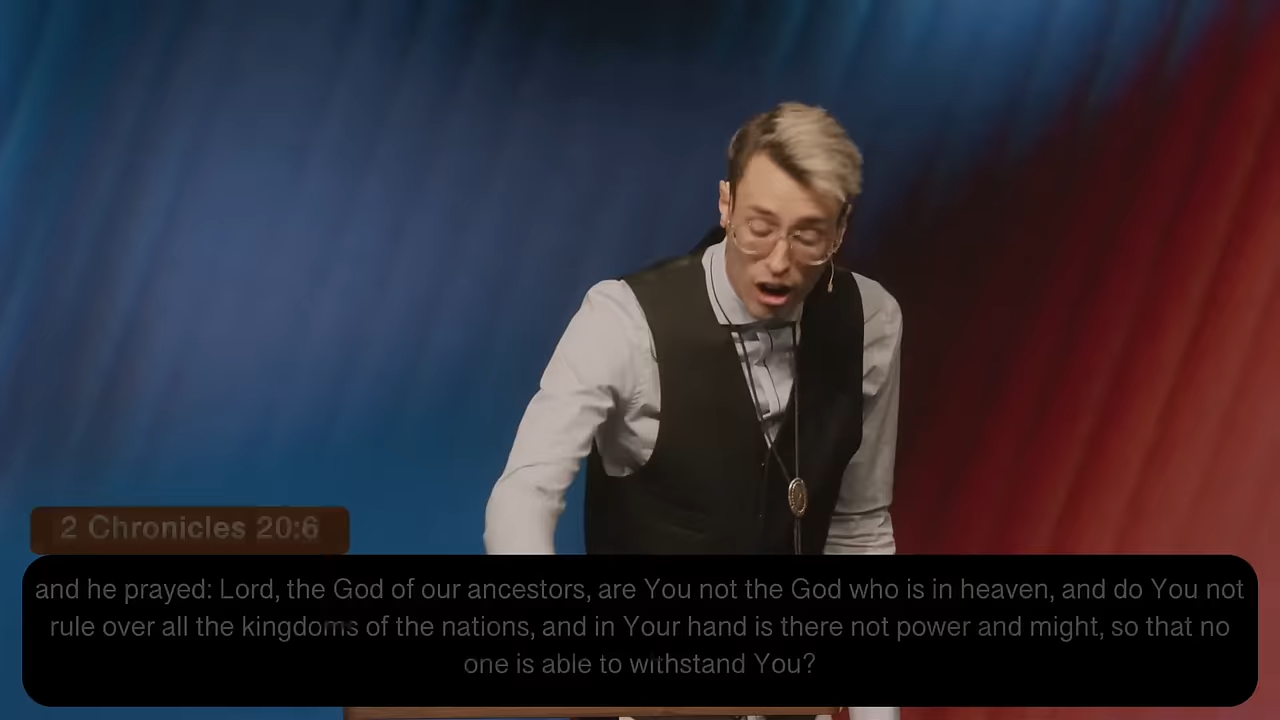 2 Chronicles 20:6
and he prayed: Lord, the God of our ancestors, are You not the God who is in heaven, and do You not
rule over all the kingdoms of the nations, and in Your hand is there not power and might, so that no
one is able to withstand You?